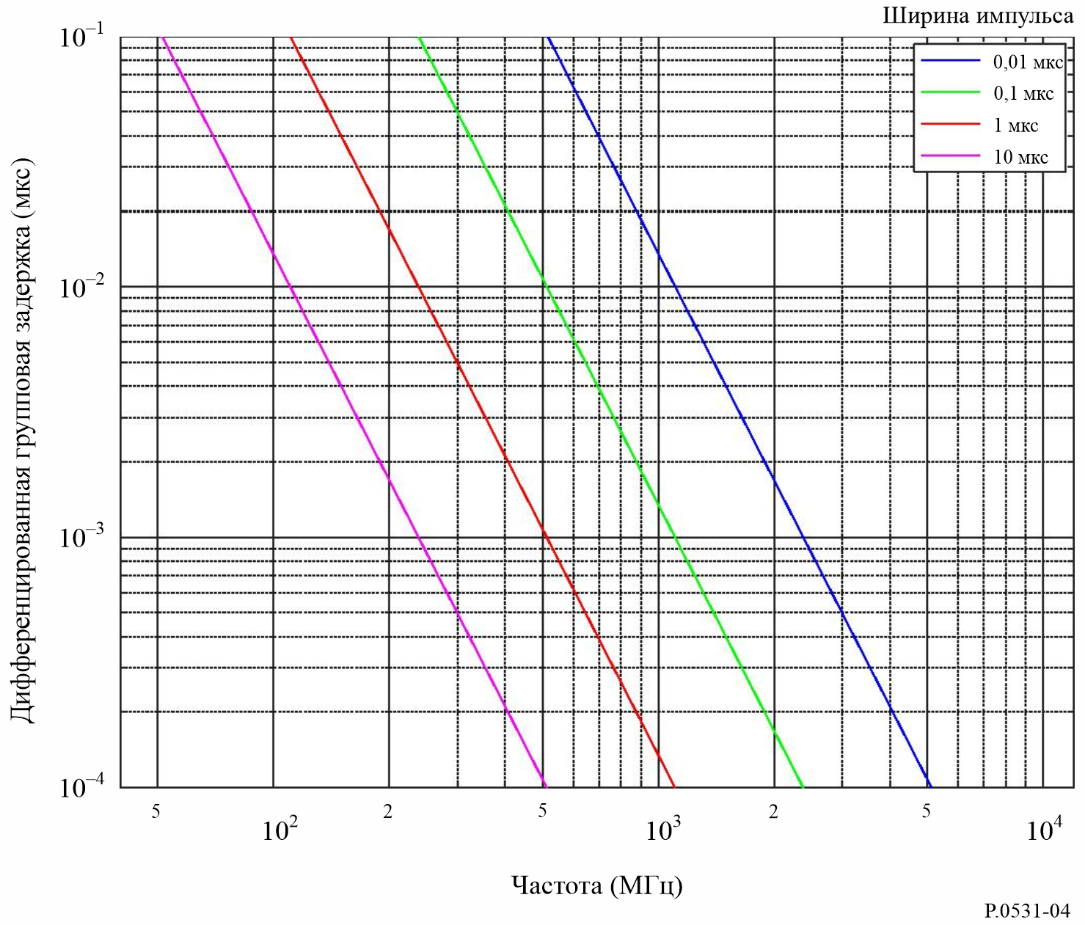 Ширина импульса
0,01 мкс
0,1 мкс
1 мкс
10 мкс
Дифференцированная групповая задержка (мкс)
10⁻¹
10⁻²
10⁻³
10⁻⁴
5 10² 2 5 10³ 2 5 10⁴
Частота (МГц)
P.0531-04